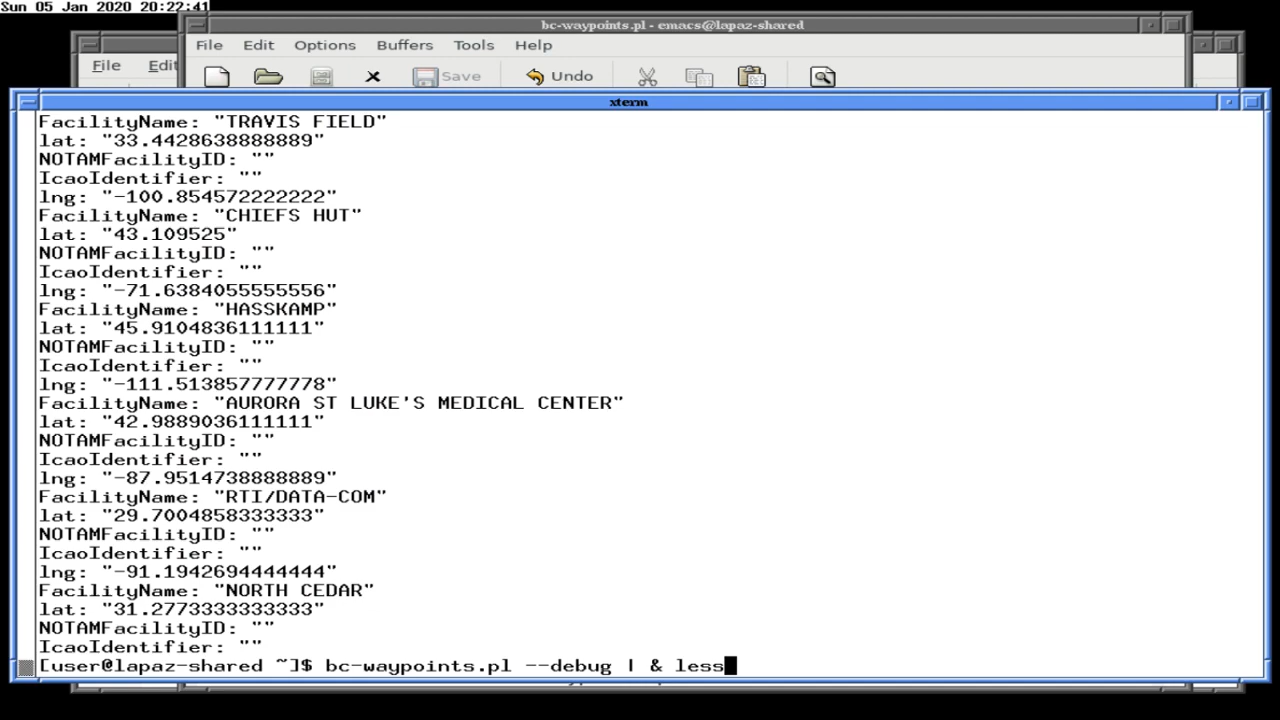 Sun 05 Jan 2020 20:22:41
bc-waypoints.pl - emacs@lapaz-shared
File Edit Options Buffers Tools Help
File Edit
Save Undo
xterm
FacilityName: "TRAVIS FIELD"
lat: "33.4428638888889"
NOTAMFacilityID: ""
IcaoIdentifier: ""
lng: "-100.854572222222"
FacilityName: "CHIEFS HUT"
lat: "43.109525"
NOTAMFacilityID: ""
IcaoIdentifier: ""
lng: "-71.6384055555556"
FacilityName: "HASSKAMP"
lat: "45.9104836111111"
NOTAMFacilityID: ""
IcaoIdentifier: ""
lng: "-111.513857777778"
FacilityName: "AURORA ST LUKE'S MEDICAL CENTER"
lat: "42.9889036111111"
NOTAMFacilityID: ""
IcaoIdentifier: ""
lng: "-87.9514738888889"
FacilityName: "RTI/DATA-COM"
lat: "29.7004858333333"
NOTAMFacilityID: ""
IcaoIdentifier: ""
lng: "-91.1942694444444"
FacilityName: "NORTH CEDAR"
lat: "31.2773333333333"
NOTAMFacilityID: ""
IcaoIdentifier: ""
[user@lapaz-shared ~]$ bc-waypoints.pl --debug | & less